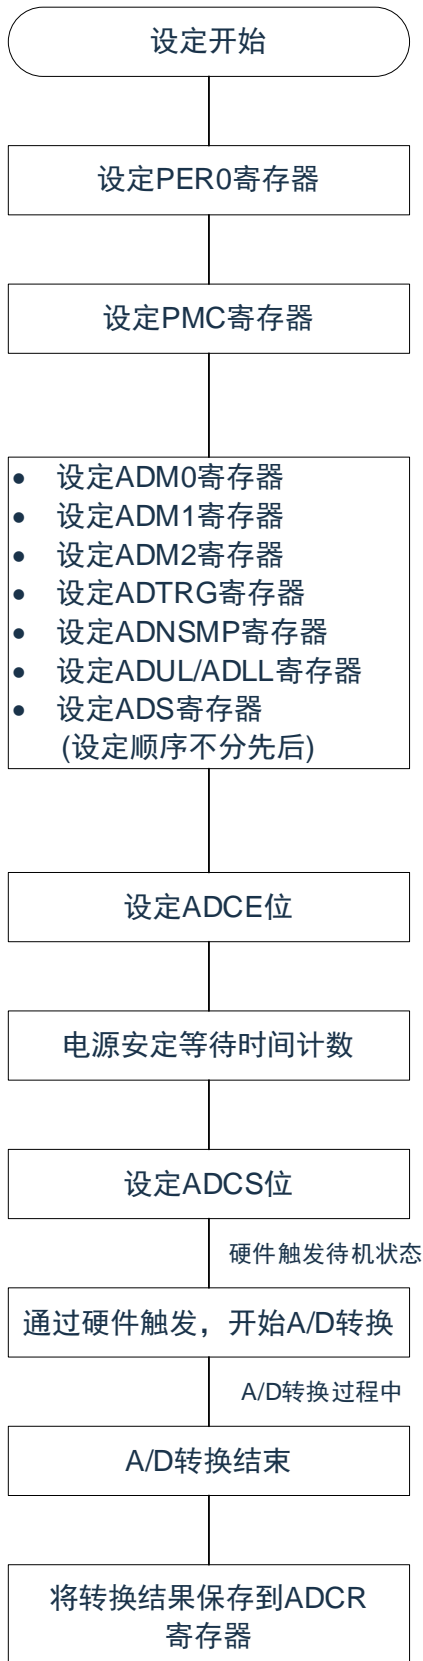 设定开始
设定PER0寄存器
设定PMC寄存器
• 设定ADM0寄存器
• 设定ADM1寄存器
• 设定ADM2寄存器
• 设定ADTRG寄存器
• 设定ADNSMP寄存器
• 设定ADUL/ADLL寄存器
• 设定ADS寄存器
(设定顺序不分先后)
设定ADCE位
电源安定等待时间计数
设定ADCS位
硬件触发待机状态
通过硬件触发，开始A/D转换
A/D转换过程中
A/D转换结束
将转换结果保存到ADCR
寄存器